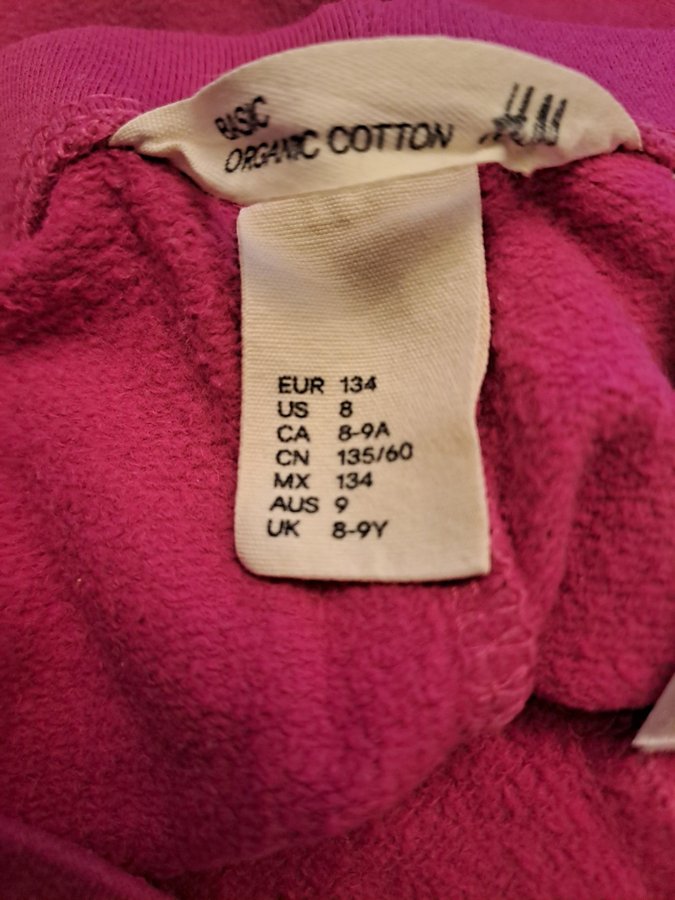 BASIC
ORGANIC COTTON H&M
EUR 134
US 8
CA 8-9A
CN 135/60
MX 134
AUS 9
UK 8-9Y